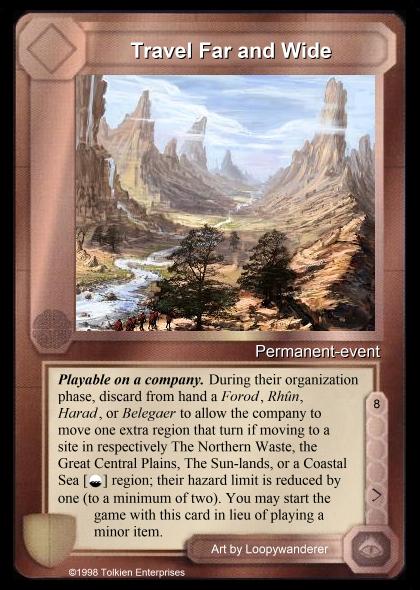 Travel Far and Wide
Permanent-event
Playable on a company. During their organization
phase, discard from hand a Forod, Rhûn,
Harad, or Belegaer to allow the company to
move one extra region that turn if moving to a
site in respectively The Northern Waste, the
Great Central Plains, The Sun-lands, or a Coastal
Sea [ ] region; their hazard limit is reduced by
one (to a minimum of two). You may start the
game with this card in lieu of playing a
minor item.
8
Art by Loopywanderer
©1998 Tolkien Enterprises